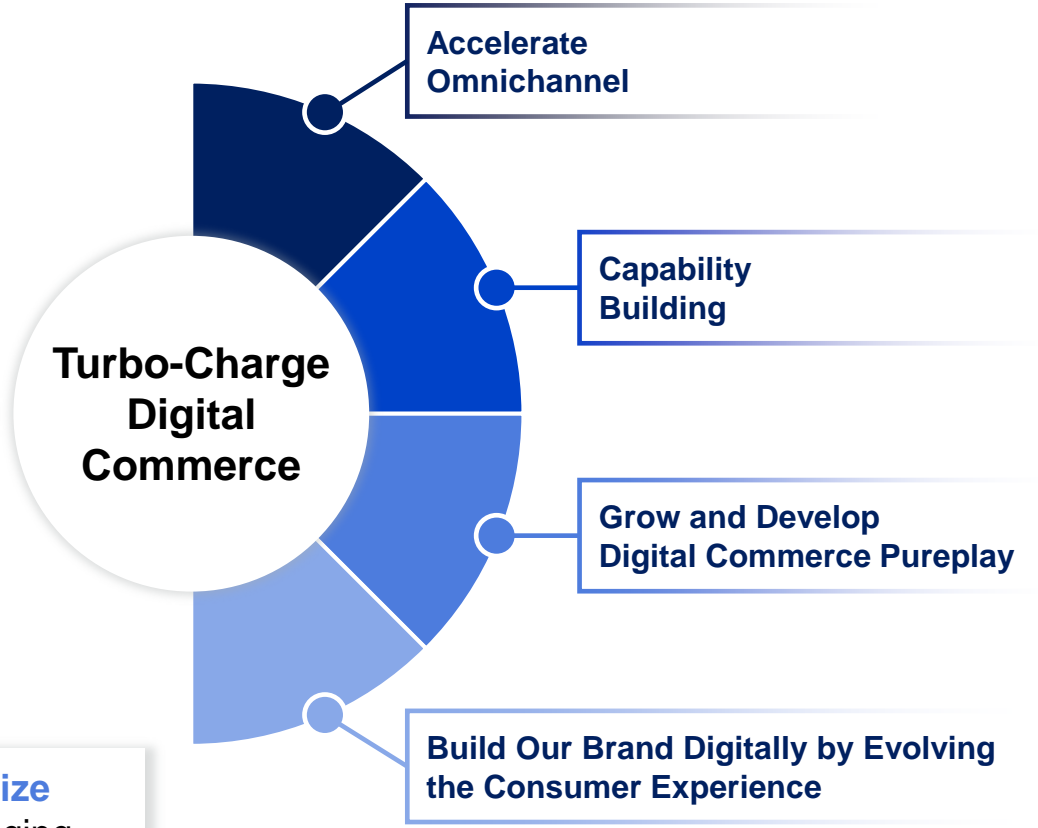 Accelerate
Omnichannel
Capability
Building
Turbo-Charge
Digital
Commerce
Grow and Develop
Digital Commerce Pureplay
Build Our Brand Digitally by Evolving
the Consumer Experience
ize